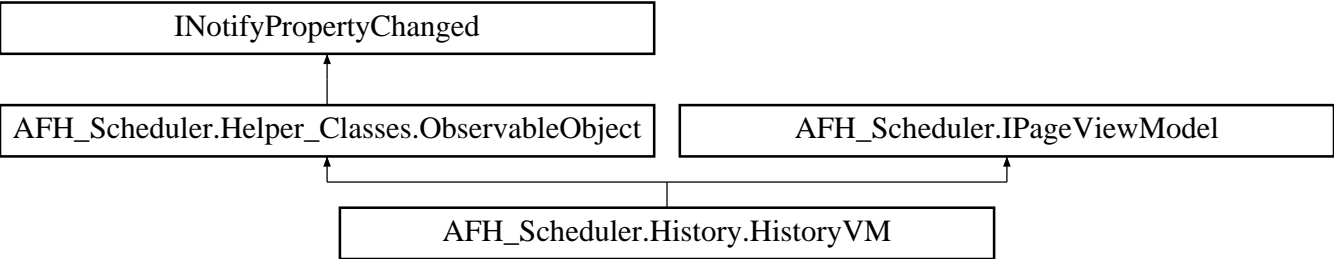 INotifyPropertyChanged
AFH_Scheduler.Helper_Classes.ObservableObject
AFH_Scheduler.IPageViewModel
AFH_Scheduler.History.HistoryVM